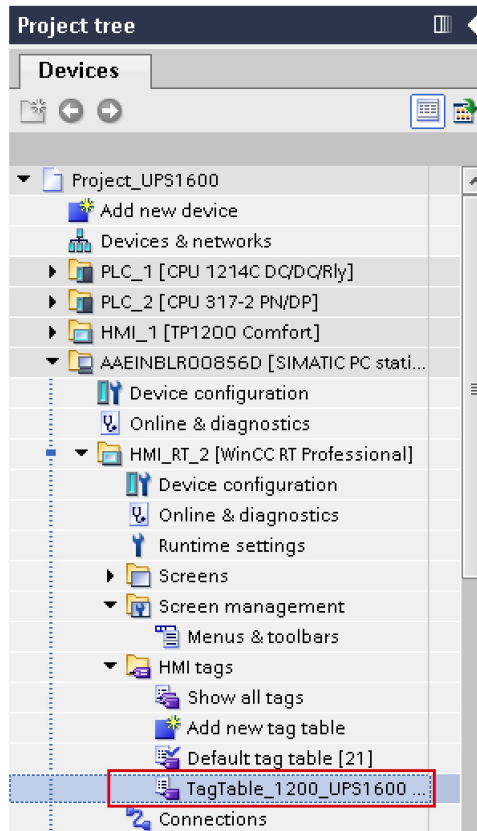 Project tree
Devices
Project_UPS1600
Add new device
Devices & networks
PLC_1 [CPU 1214C DC/DC/Rly]
PLC_2 [CPU 317-2 PN/DP]
HMI_1 [TP1200 Comfort]
AAEINBLR00856D [SIMATIC PC stati...
Device configuration
Online & diagnostics
HMI_RT_2 [WinCC RT Professional]
Device configuration
Online & diagnostics
Runtime settings
Screens
Screen management
Menus & toolbars
HMI tags
Show all tags
Add new tag table
Default tag table [21]
TagTable_1200_UPS1600 ...
Connections